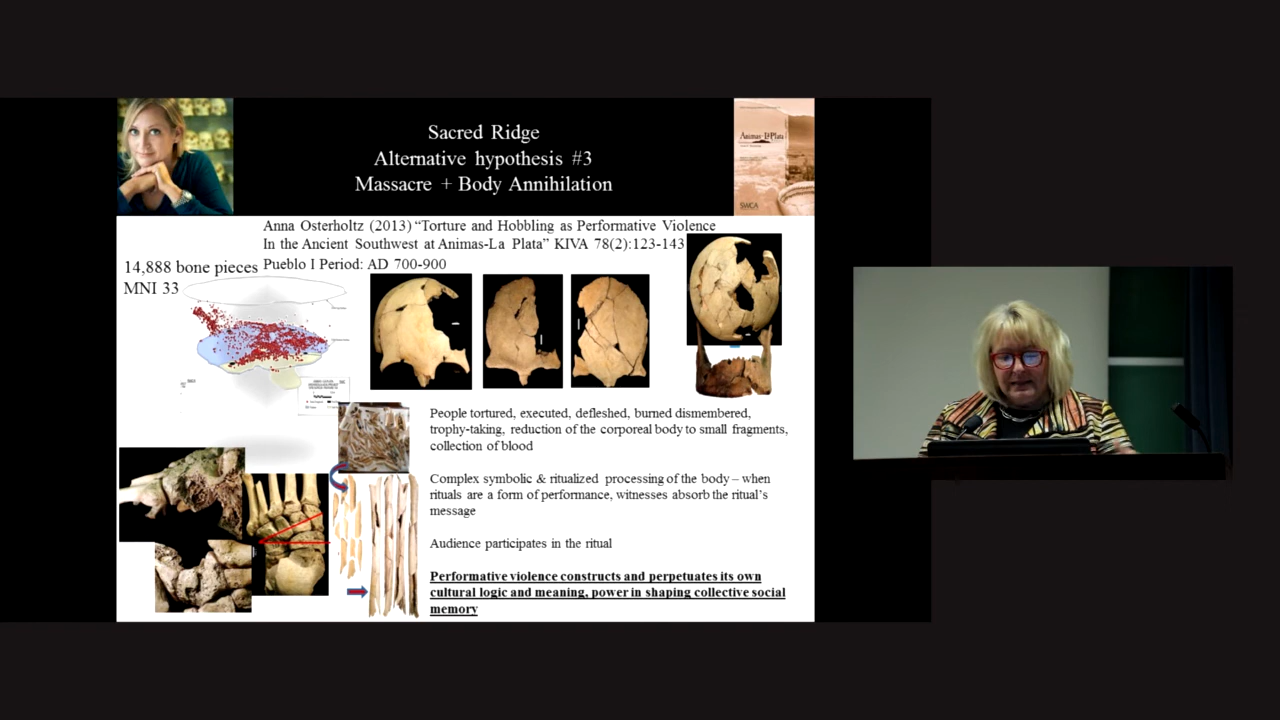 Sacred Ridge
Alternative hypothesis #3
Massacre + Body Annihilation
Animas-La Plata
SWCA
Anna Osterholtz (2013) “Torture and Hobbling as Performative Violence
In the Ancient Southwest at Animas-La Plata” KIVA 78(2):123-143
Pueblo I Period: AD 700-900
14,888 bone pieces
MNI 33
People tortured, executed, defleshed, burned dismembered,
trophy-taking, reduction of the corporeal body to small fragments,
collection of blood
Complex symbolic & ritualized processing of the body – when
rituals are a form of performance, witnesses absorb the ritual’s
message
Audience participates in the ritual
Performative violence constructs and perpetuates its own
cultural logic and meaning, power in shaping collective social
memory